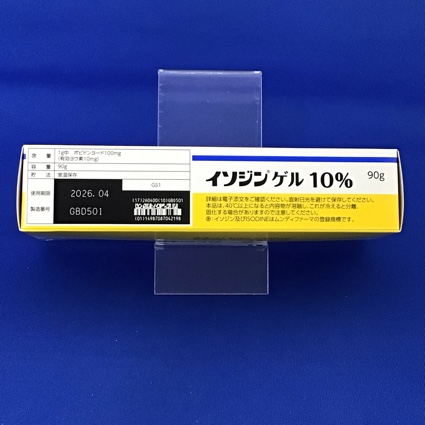 含量 1g中 ポビドンヨード100mg
(有効ヨウ素10mg)
容量 90g
貯法 室温保存
GS1
使用期限 2026.04
製造番号 GBD501
(17)260400(10)GBD501
(01)14987087042198
イソジン®ゲル 10% 90g
詳細は電子添文をご確認ください。直射日光を避けて保存してください。
本品は、40℃以上になると内容物が溶融し、これが冷えると分離、
固化する場合がありますので注意してください。
®:イソジン及びISODINEはムンディファーマの登録商標です。